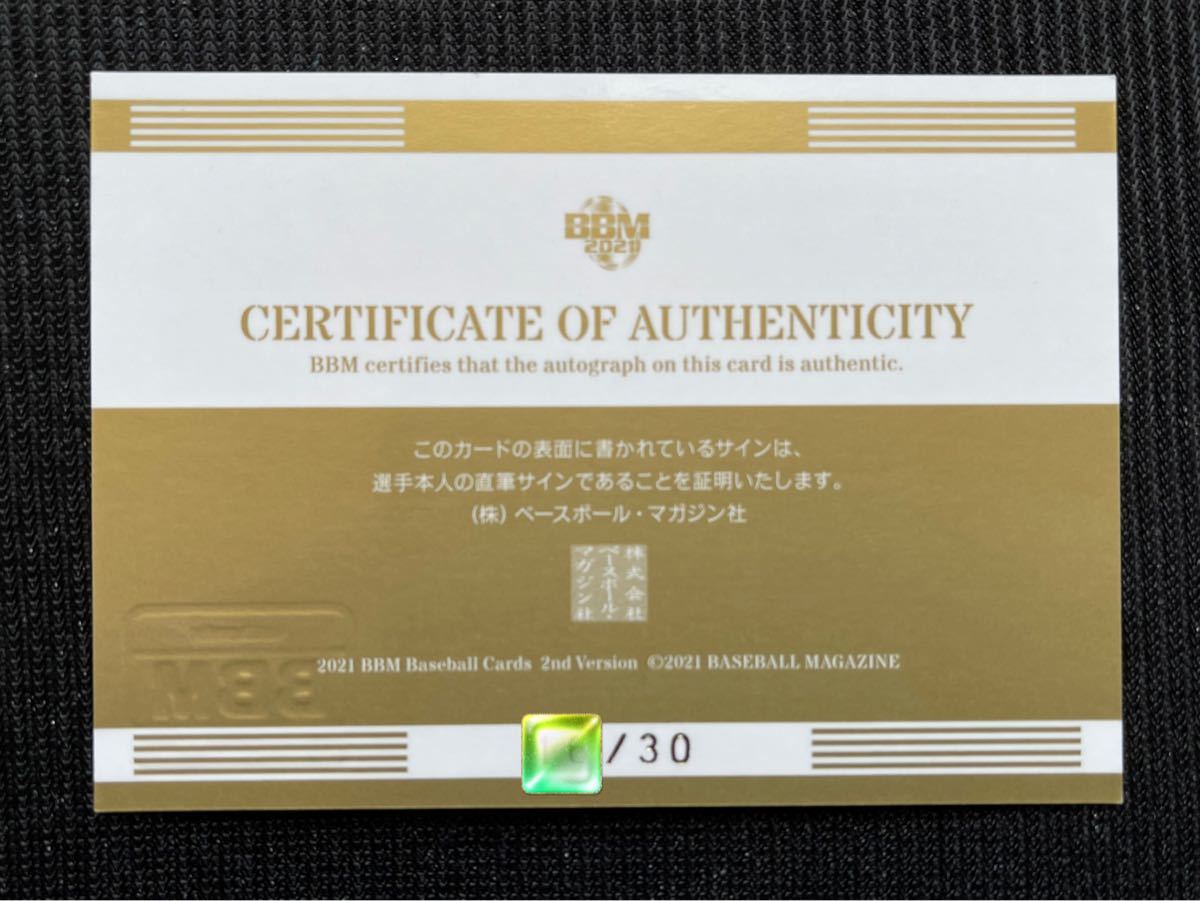 BBM
2021
CERTIFICATE OF AUTHENTICITY
BBM certifies that the autograph on this card is authentic.
このカードの表面に書かれているサインは、
選手本人の直筆サインであることを証明いたします。
(株) ベースボール・マガジン社
株式会社
ベースボール・
マガジン社
2021 BBM Baseball Cards 2nd Version ©2021 BASEBALL MAGAZINE
BBM
/30